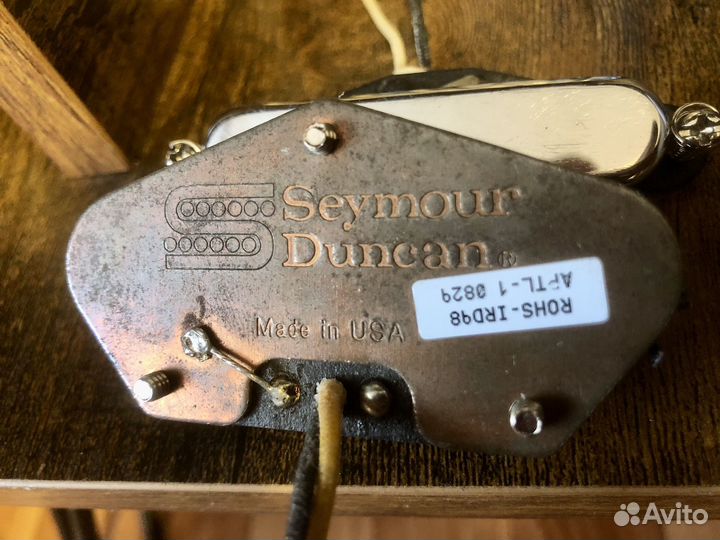 Seymour
Duncan®
Made in USA
ROHS-IRD98
APTL-1 0829
Avito